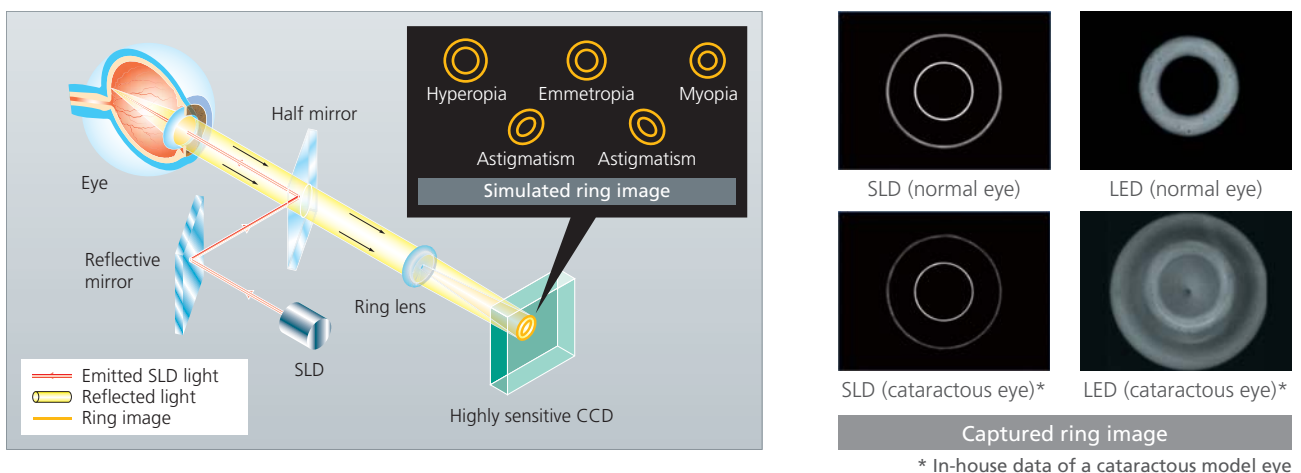 Hyperopia
Emmetropia
Myopia
Astigmatism
Astigmatism
Simulated ring image
Half mirror
Eye
Reflective
mirror
Ring lens
SLD
Highly sensitive CCD
Emitted SLD light
Reflected light
Ring image
SLD (normal eye)
LED (normal eye)
SLD (cataractous eye)*
LED (cataractous eye)*
Captured ring image
* In-house data of a cataractous model eye